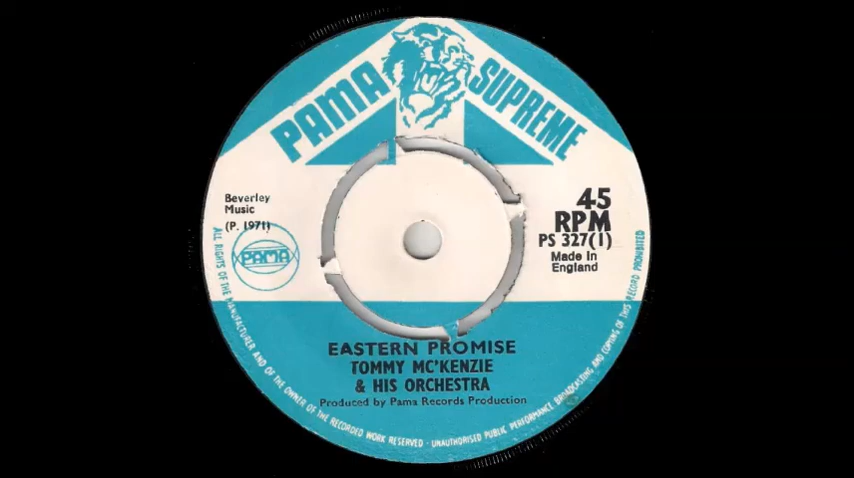 PAMA SUPREME
Beverley
Music
(P. 1971)
PAMA
45
RPM
PS 327(1)
Made in
England
EASTERN PROMISE
TOMMY MC'KENZIE
& HIS ORCHESTRA
Produced by Pama Records Production
ALL RIGHTS OF THE MANUFACTURER AND OF THE OWNER OF THE RECORDED WORK RESERVED - UNAUTHORISED PUBLIC PERFORMANCE, BROADCASTING AND COPYING OF THIS RECORD PROHIBITED